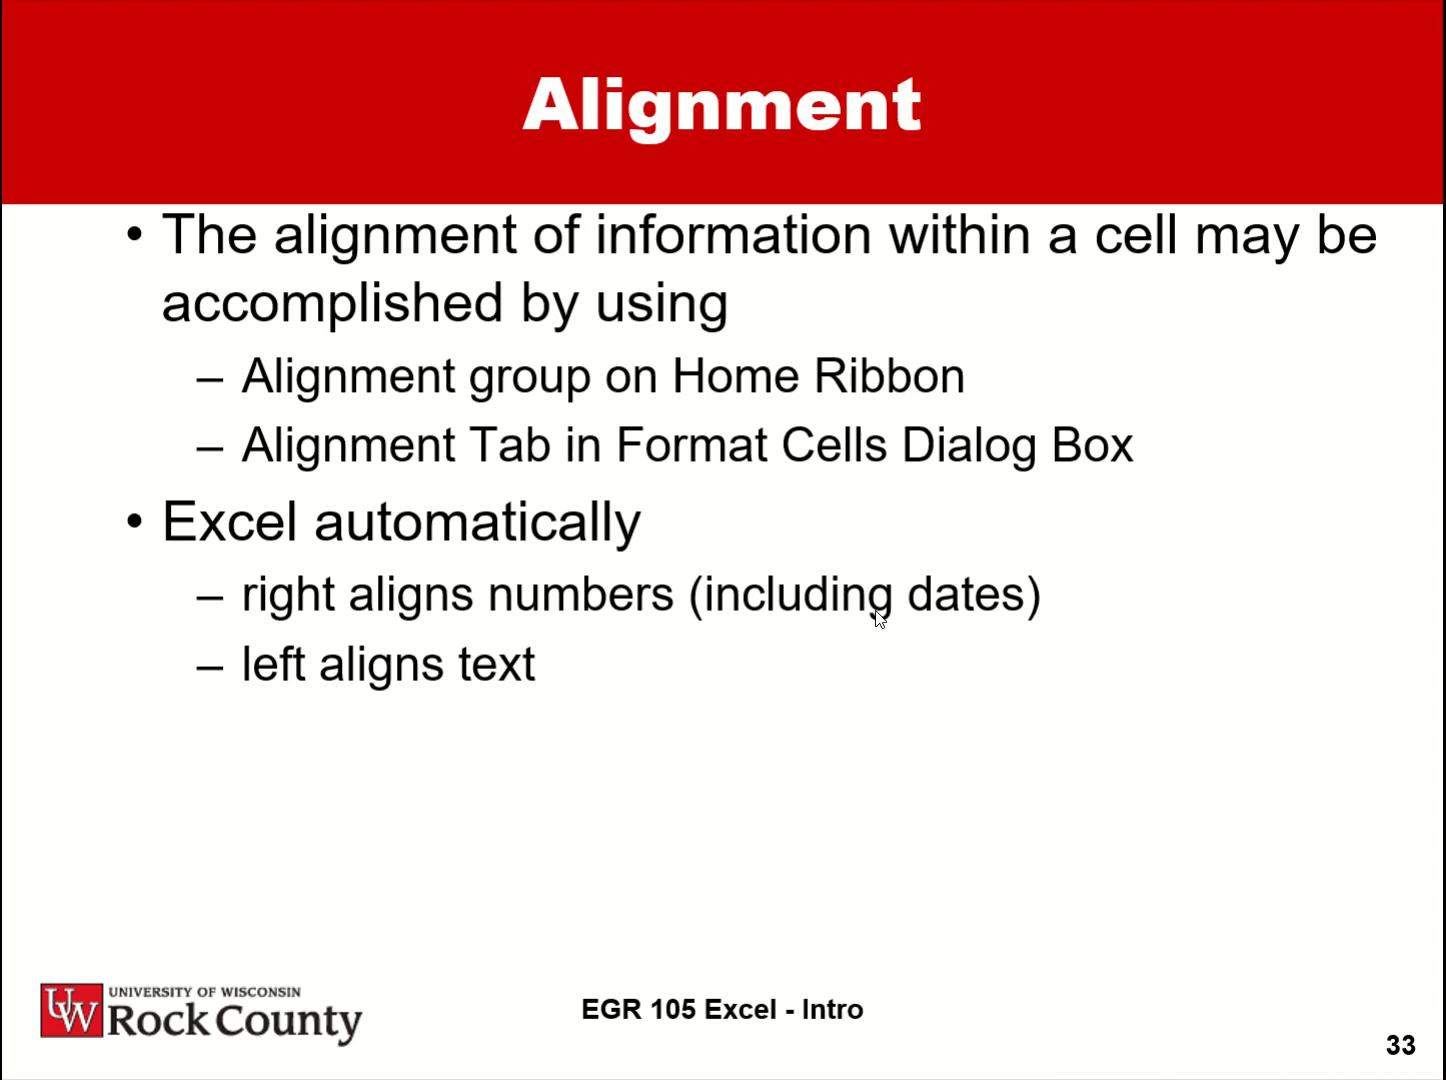 Alignment
• The alignment of information within a cell may be
accomplished by using
– Alignment group on Home Ribbon
– Alignment Tab in Format Cells Dialog Box
• Excel automatically
– right aligns numbers (including dates)
– left aligns text
UW
UNIVERSITY OF WISCONSIN
Rock County
EGR 105 Excel - Intro
33